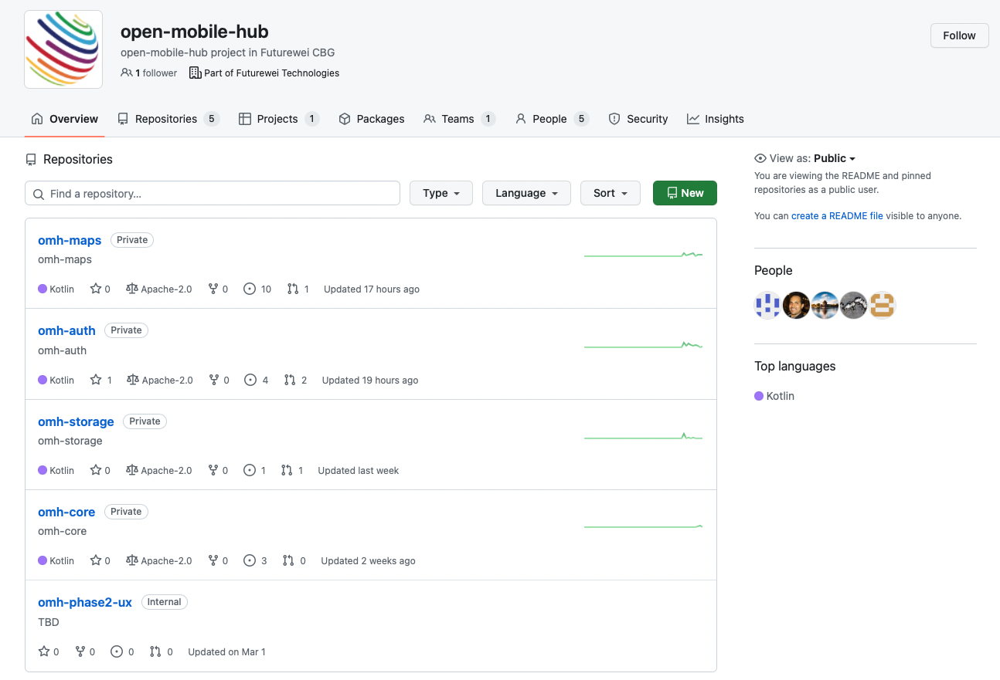 open-mobile-hub
open-mobile-hub project in Futurewei CBG
1 follower Part of Futurewei Technologies
Follow
Overview Repositories 5 Projects 1 Packages Teams 1 People 5 Security Insights
Repositories
Find a repository...
Type Language Sort New
omh-maps Private
omh-maps
Kotlin 0 Apache-2.0 0 10 1 Updated 17 hours ago
omh-auth Private
omh-auth
Kotlin 1 Apache-2.0 0 4 2 Updated 19 hours ago
omh-storage Private
omh-storage
Kotlin 0 Apache-2.0 0 1 1 Updated last week
omh-core Private
omh-core
Kotlin 0 Apache-2.0 0 3 0 Updated 2 weeks ago
omh-phase2-ux Internal
TBD
0 0 0 0 Updated on Mar 1
View as: Public
You are viewing the README and pinned
repositories as a public user.
You can create a README file visible to anyone.
People
Top languages
Kotlin